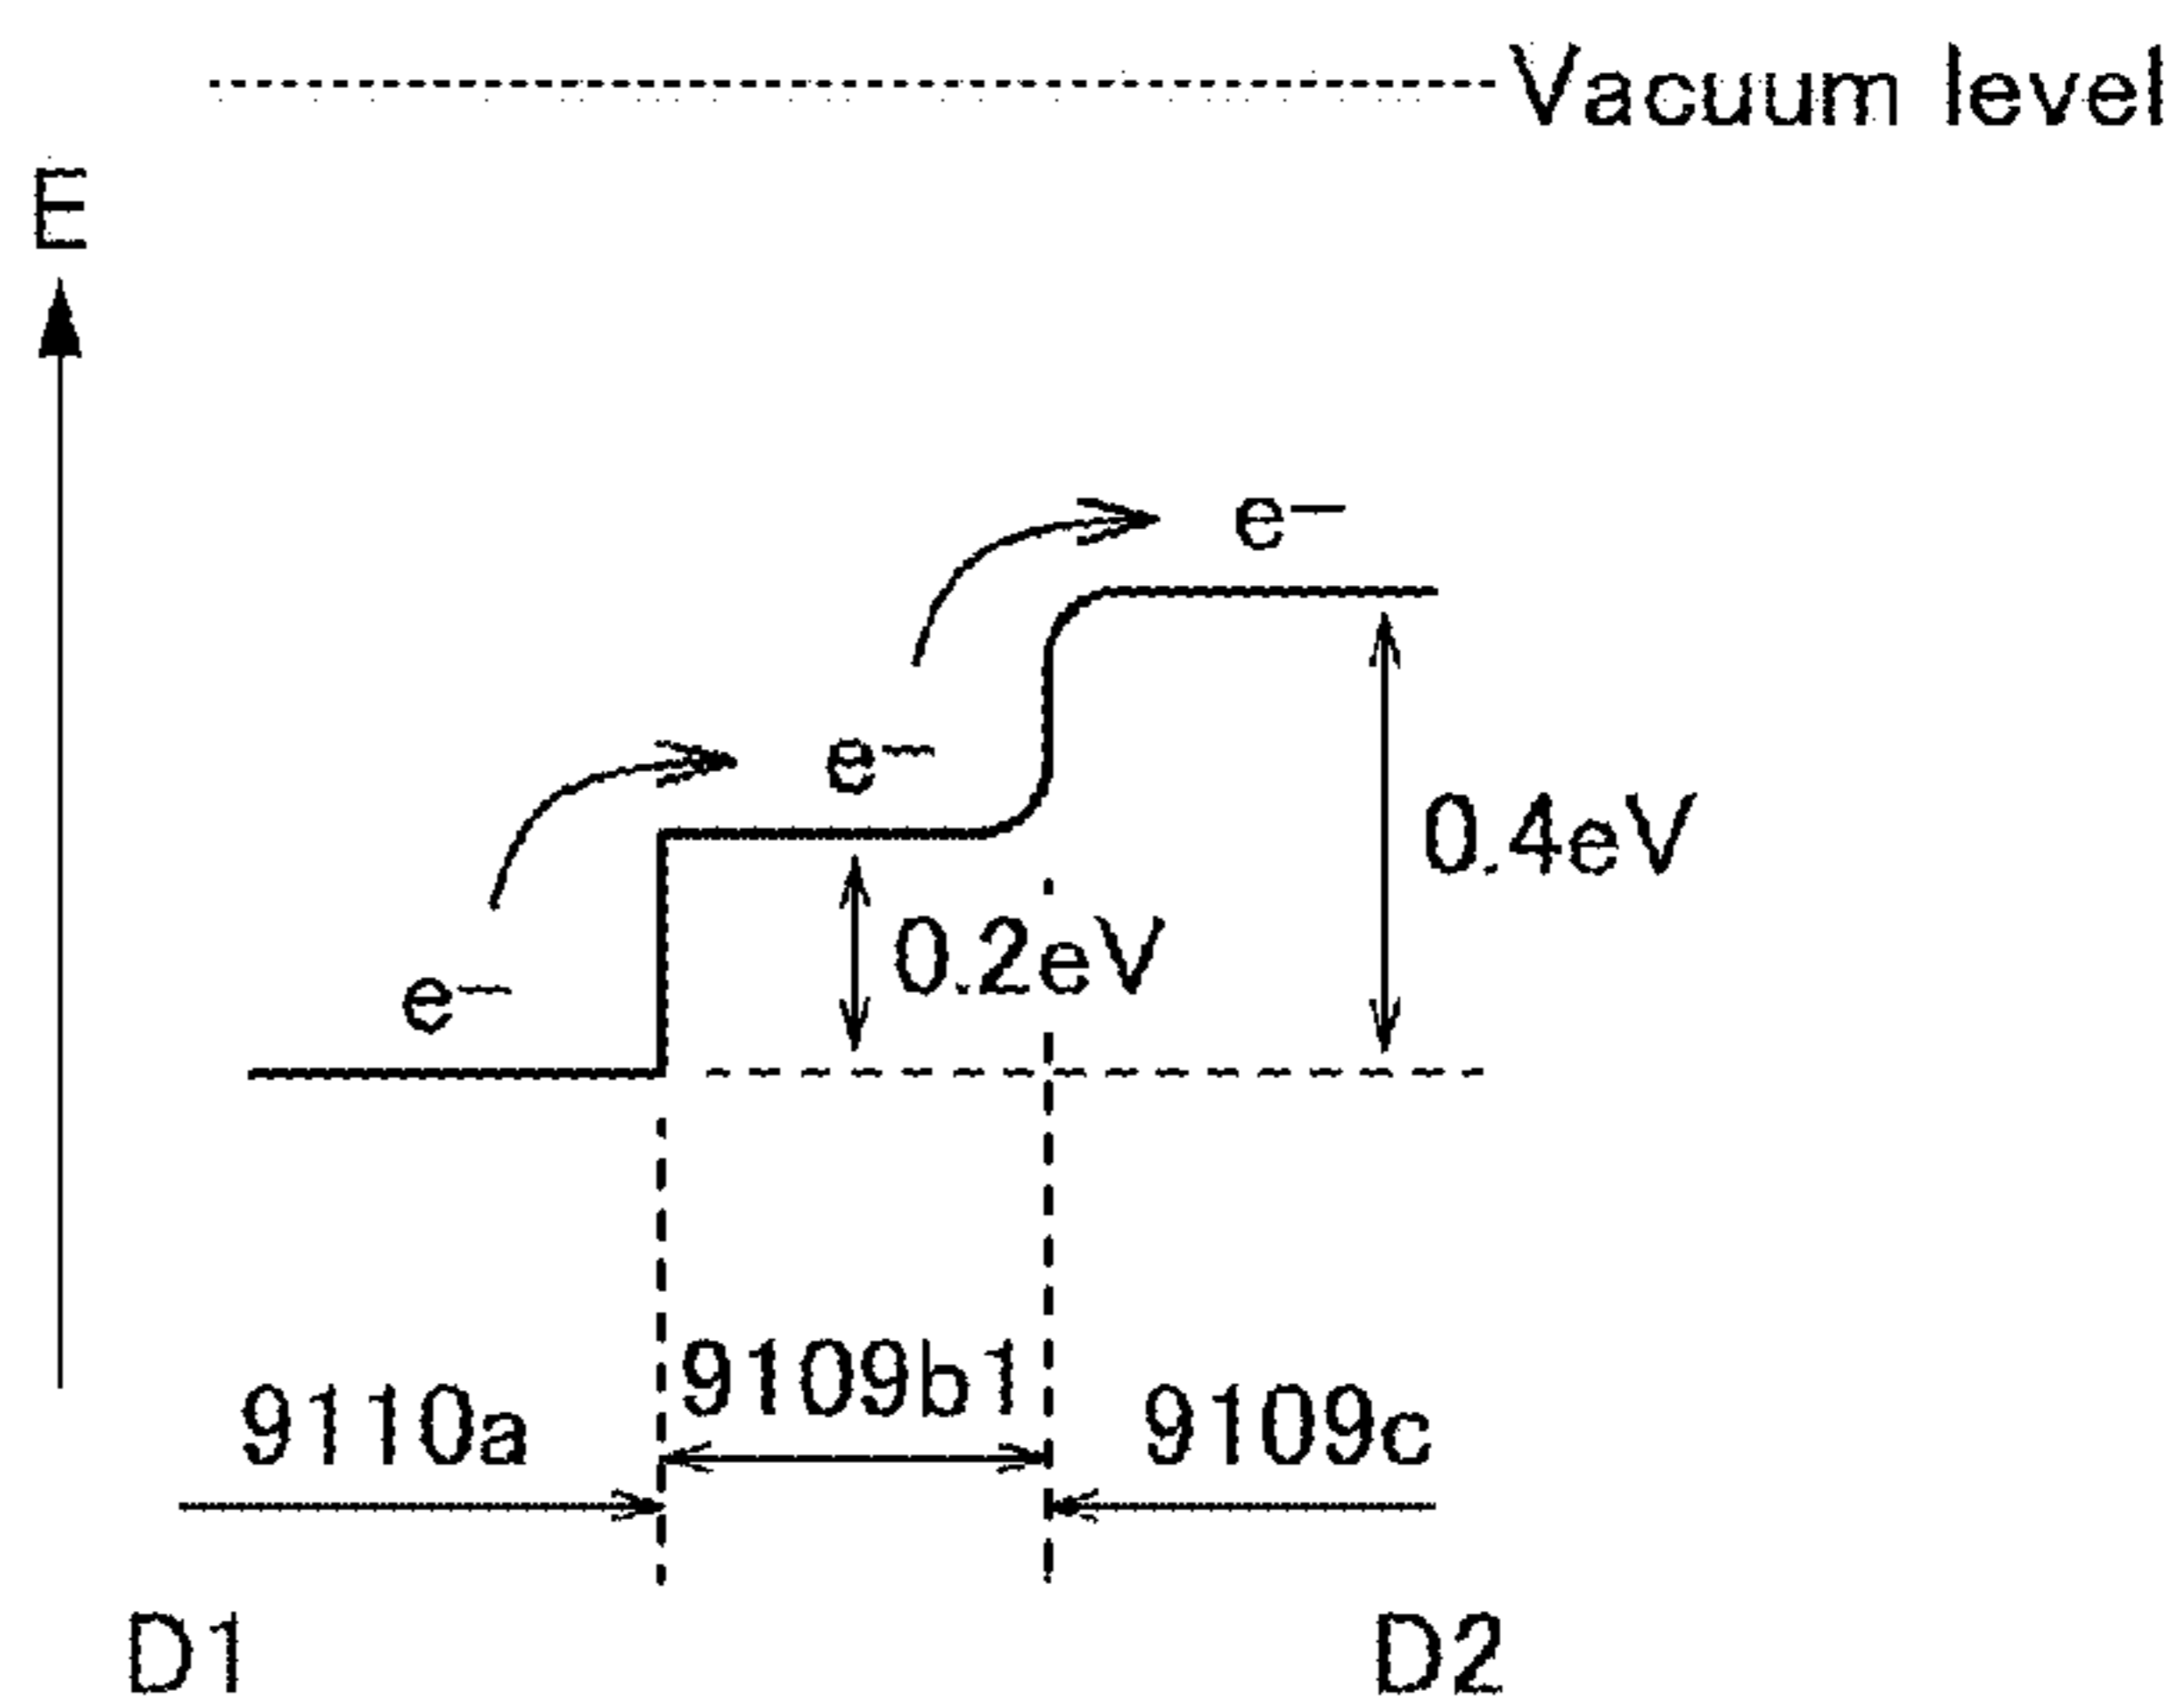 Vacuum level
E
e−
e−
0.4eV
0.2eV
e−
9109b1
9110a
9109c
D1
D2